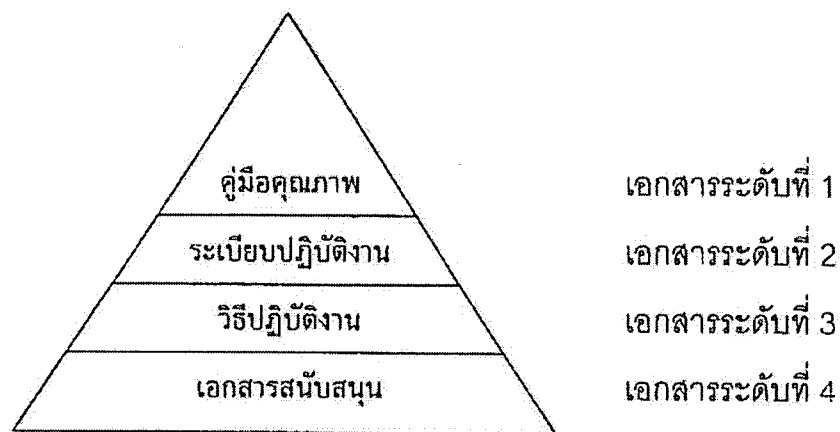 คู่มือคุณภาพ เอกสารระดับที่ 1
ระเบียบปฏิบัติงาน เอกสารระดับที่ 2
วิธีปฏิบัติงาน เอกสารระดับที่ 3
เอกสารสนับสนุน เอกสารระดับที่ 4